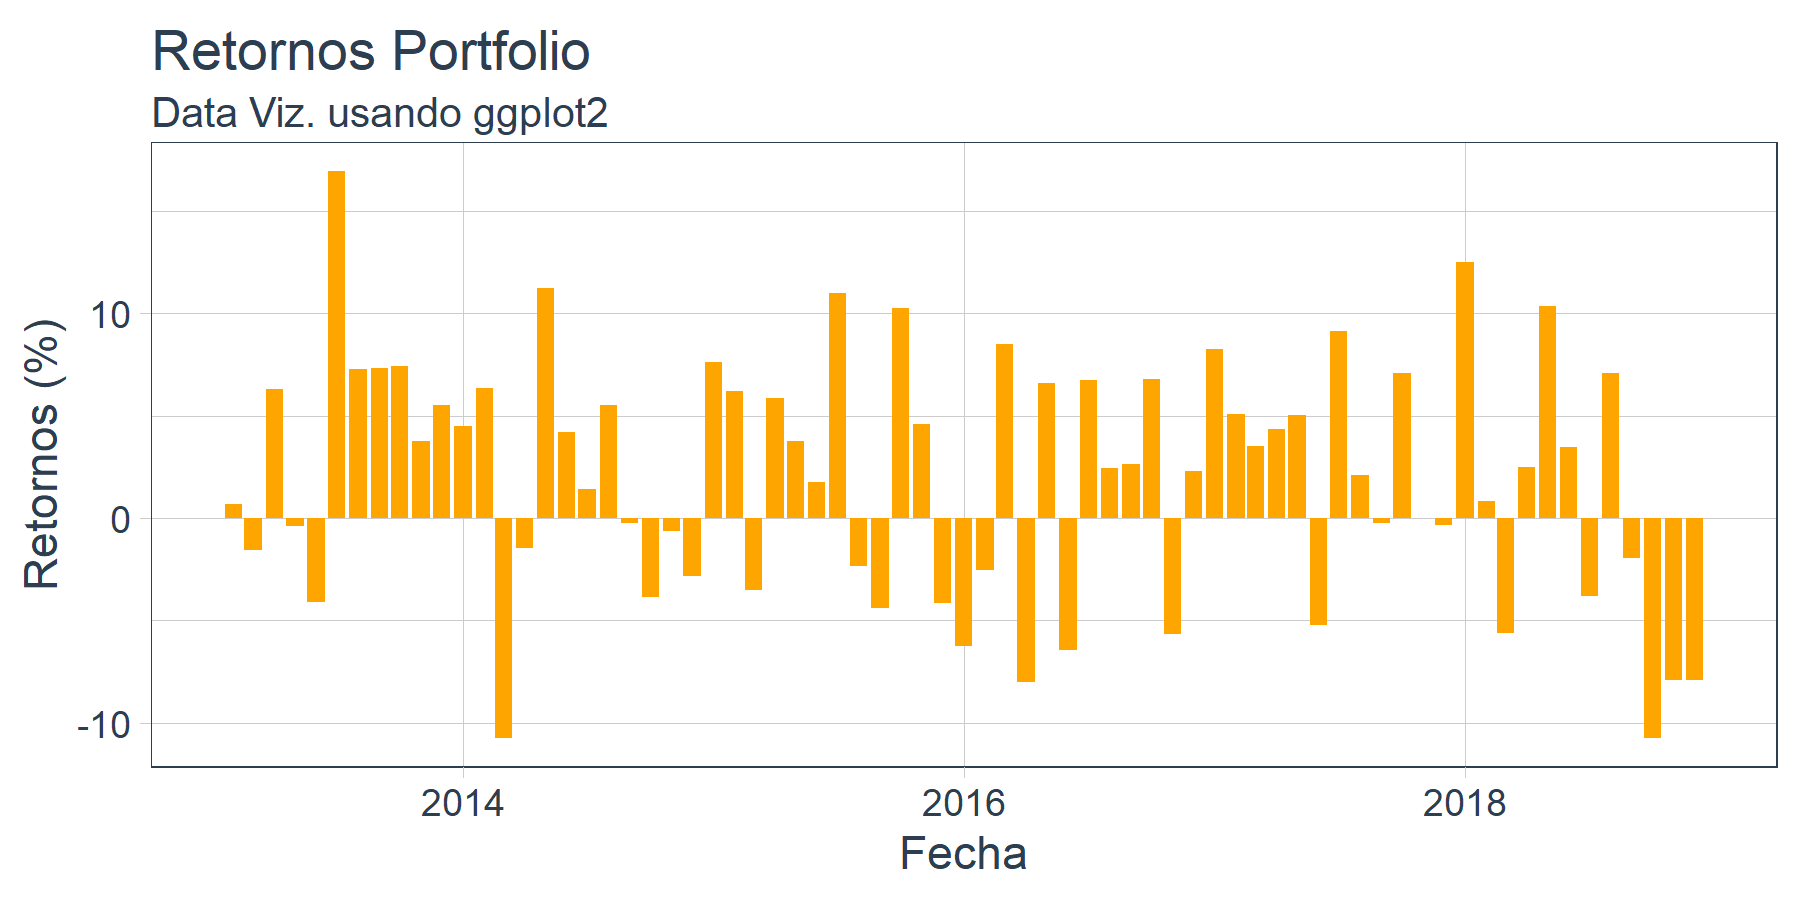 Retornos Portfolio
Data Viz. usando ggplot2
Retornos (%)
10
0
-10
2014
2016
2018
Fecha